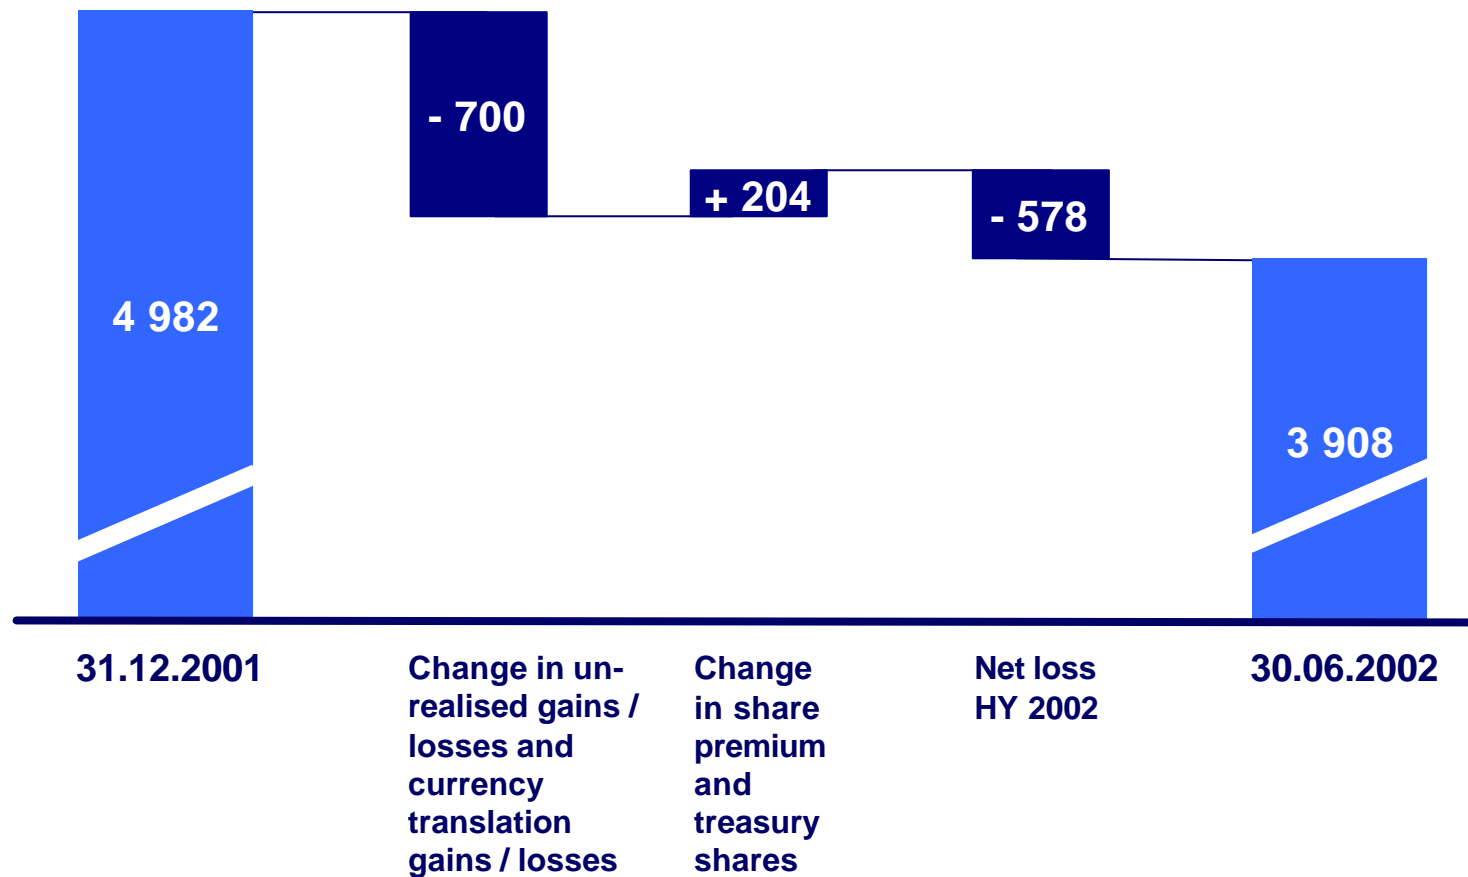 - 700
+ 204
- 578
4 982
3 908
31.12.2001
Change in un-
realised gains /
losses and
currency
translation
gains / losses
Change
in share
premium
and
treasury
shares
Net loss
HY 2002
30.06.2002